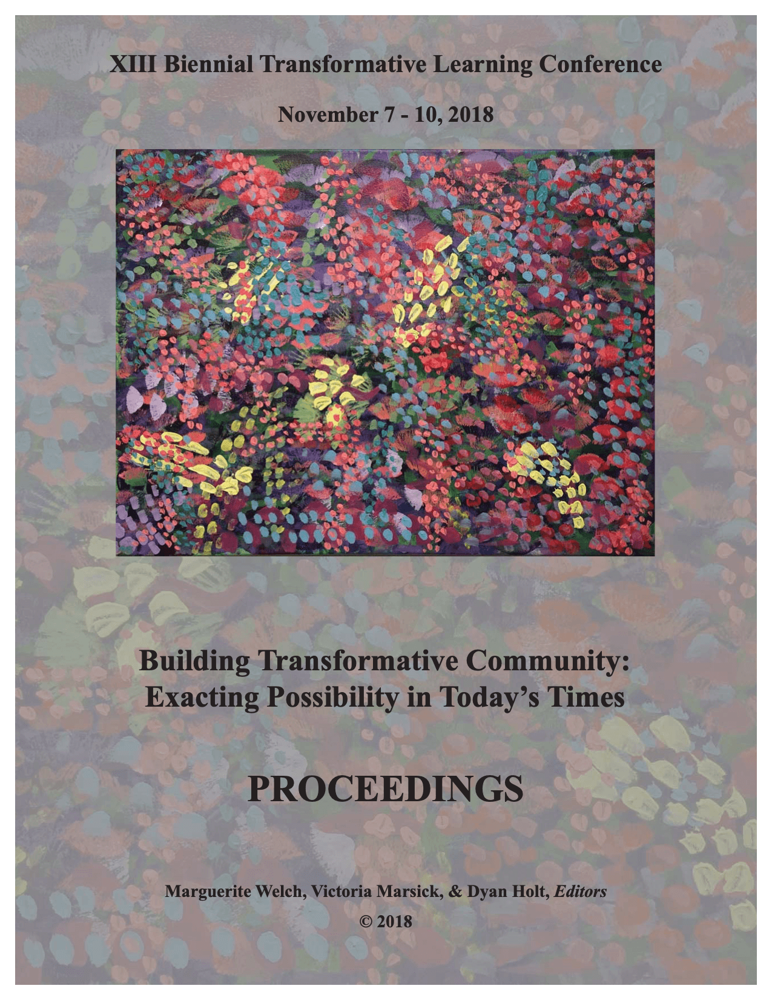 XIII Biennial Transformative Learning Conference
November 7 - 10, 2018
Building Transformative Community:
Exacting Possibility in Today’s Times
PROCEEDINGS
Marguerite Welch, Victoria Marsick, & Dyan Holt, Editors
© 2018